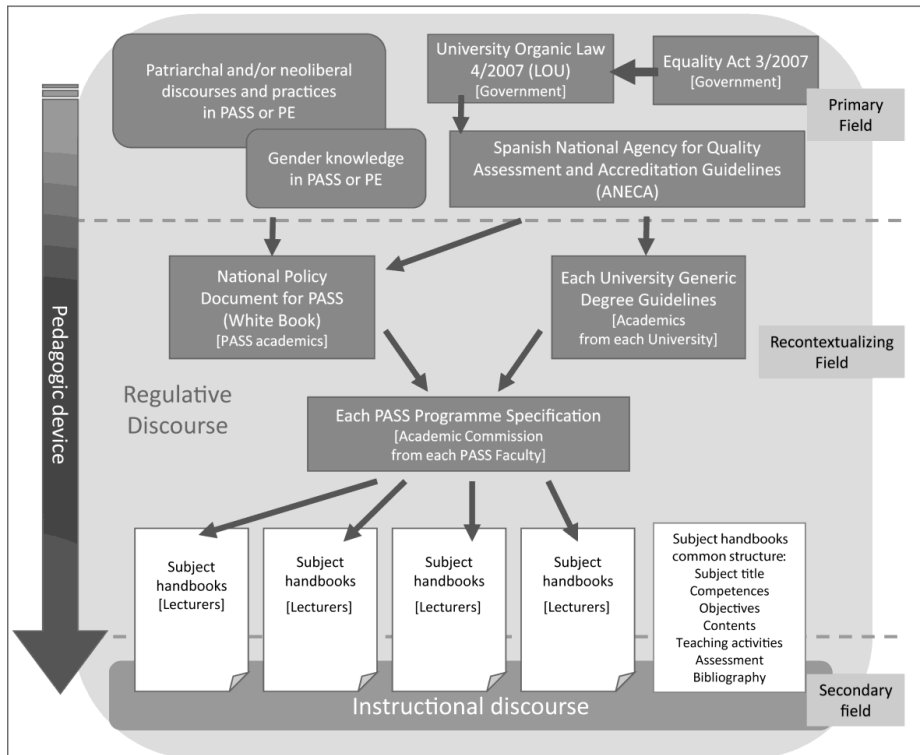 Patriarchal and/or neoliberal
discourses and practices
in PASS or PE
University Organic Law
4/2007 (LOU)
[Government]
Equality Act 3/2007
[Government]
Primary
Field
Gender knowledge
in PASS or PE
Spanish National Agency for Quality
Assessment and Accreditation Guidelines
(ANECA)
National Policy
Document for PASS
(White Book)
[PASS academics]
Each University Generic
Degree Guidelines
[Academics
from each University]
Recontextualizing
Field
Pedagogic device
Regulative
Discourse
Each PASS Programme Specification
[Academic Commission
from each PASS Faculty]
Subject
handbooks
[Lecturers]
Subject
handbooks
[Lecturers]
Subject
handbooks
[Lecturers]
Subject
handbooks
[Lecturers]
Subject handbooks
common structure:
Subject title
Competences
Objectives
Contents
Teaching activities
Assessment
Bibliography
Instructional discourse
Secondary
field